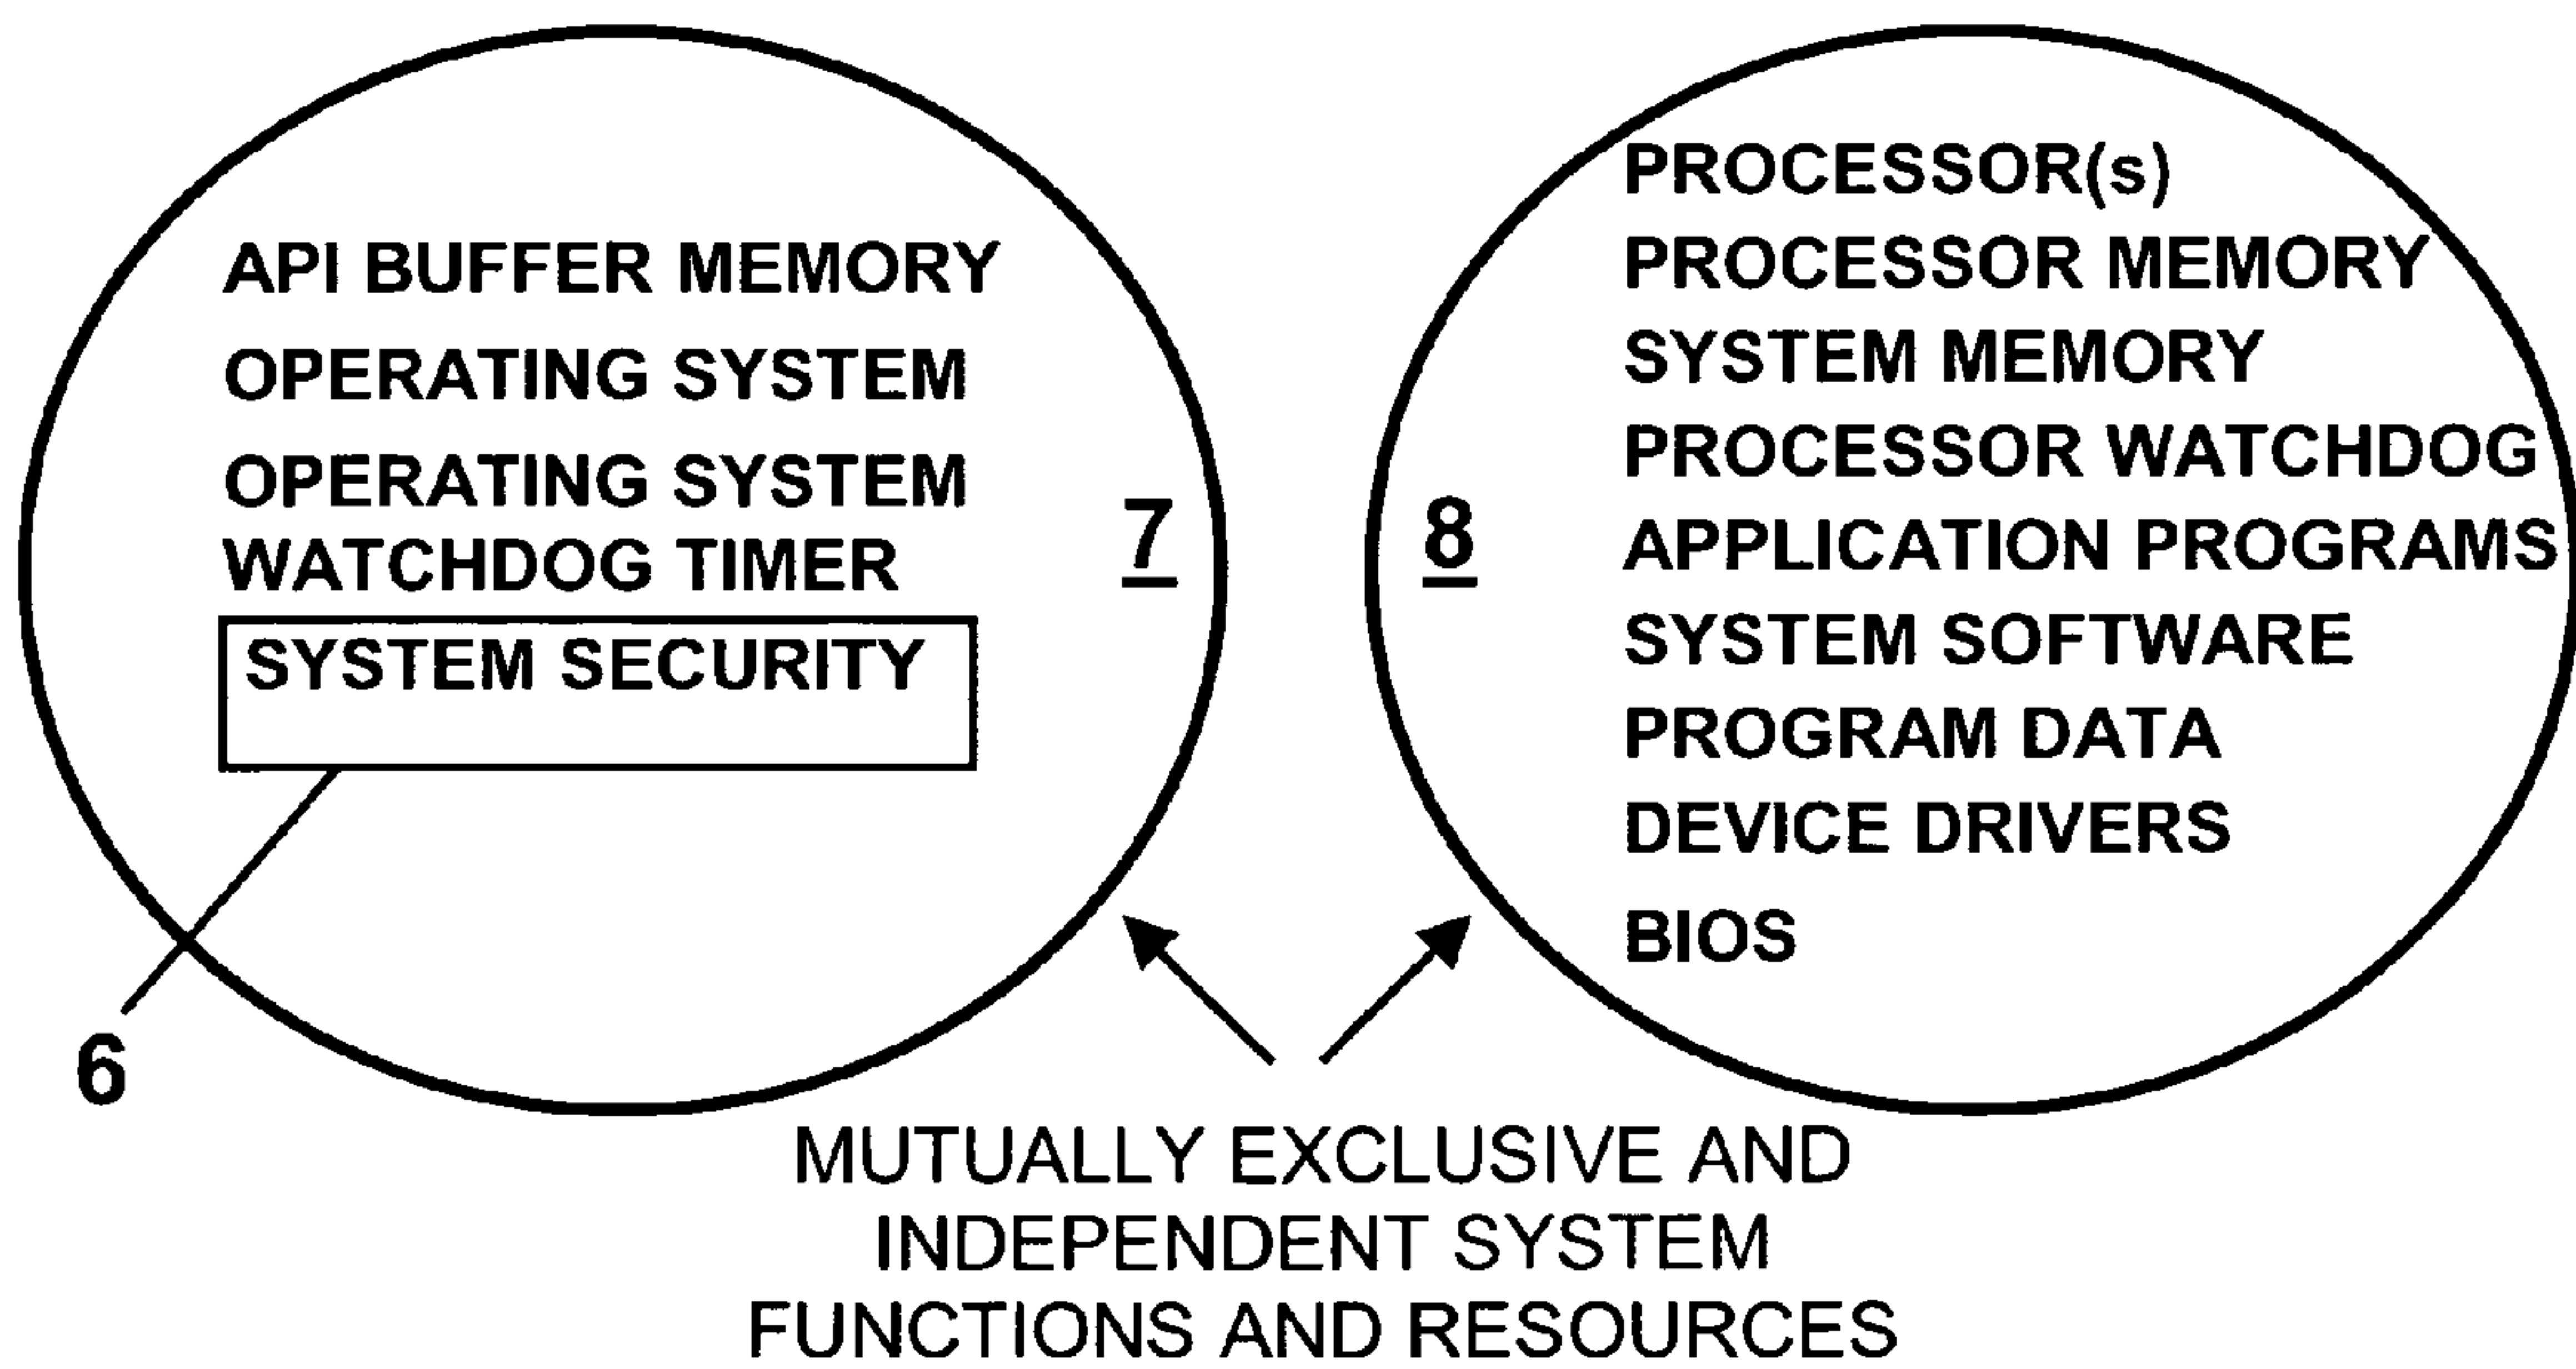 API BUFFER MEMORY
OPERATING SYSTEM
OPERATING SYSTEM
WATCHDOG TIMER
SYSTEM SECURITY
7
6
8
PROCESSOR(s)
PROCESSOR MEMORY
SYSTEM MEMORY
PROCESSOR WATCHDOG
APPLICATION PROGRAMS
SYSTEM SOFTWARE
PROGRAM DATA
DEVICE DRIVERS
BIOS
MUTUALLY EXCLUSIVE AND
INDEPENDENT SYSTEM
FUNCTIONS AND RESOURCES